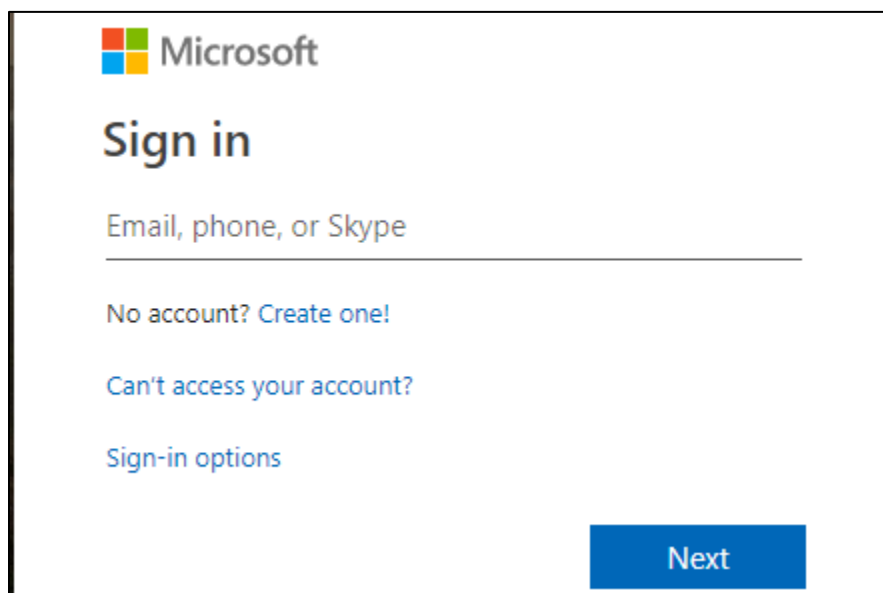 Microsoft
Sign in
Email, phone, or Skype
No account? Create one!
Can't access your account?
Sign-in options
Next